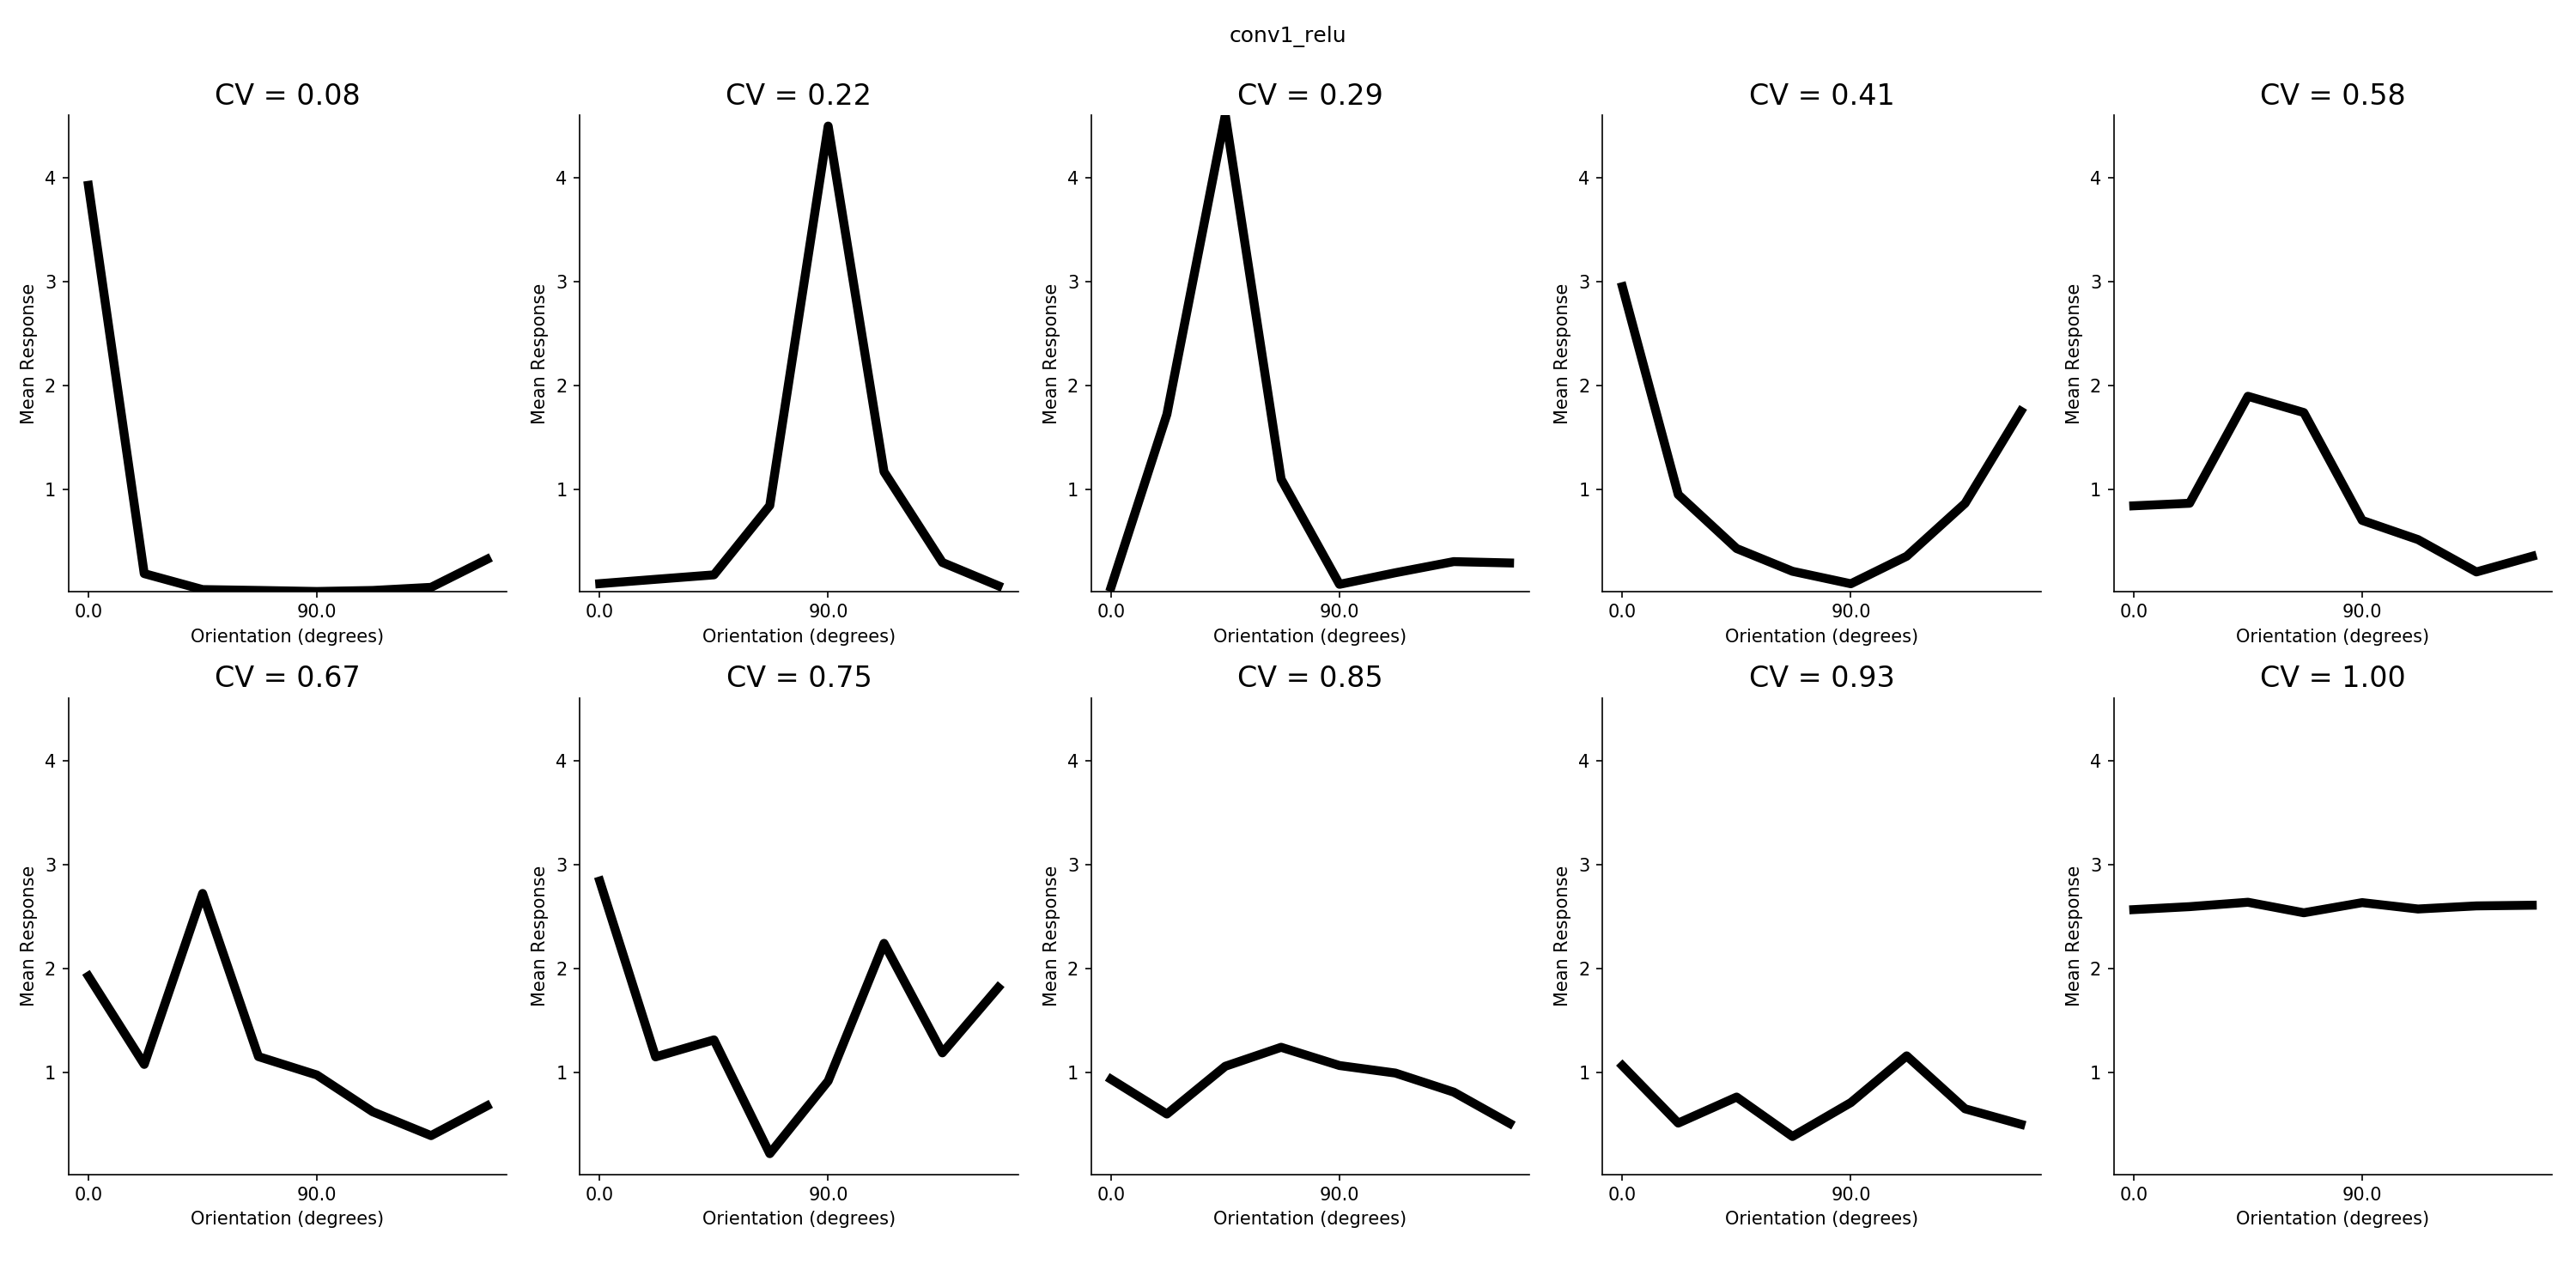 conv1_relu
CV = 0.08
CV = 0.22
CV = 0.29
CV = 0.41
CV = 0.58
Mean Response
4
3
2
1
0.0
90.0
Orientation (degrees)
Mean Response
4
3
2
1
0.0
90.0
Orientation (degrees)
Mean Response
4
3
2
1
0.0
90.0
Orientation (degrees)
Mean Response
4
3
2
1
0.0
90.0
Orientation (degrees)
Mean Response
4
3
2
1
0.0
90.0
Orientation (degrees)
CV = 0.67
CV = 0.75
CV = 0.85
CV = 0.93
CV = 1.00
Mean Response
4
3
2
1
0.0
90.0
Orientation (degrees)
Mean Response
4
3
2
1
0.0
90.0
Orientation (degrees)
Mean Response
4
3
2
1
0.0
90.0
Orientation (degrees)
Mean Response
4
3
2
1
0.0
90.0
Orientation (degrees)
Mean Response
4
3
2
1
0.0
90.0
Orientation (degrees)